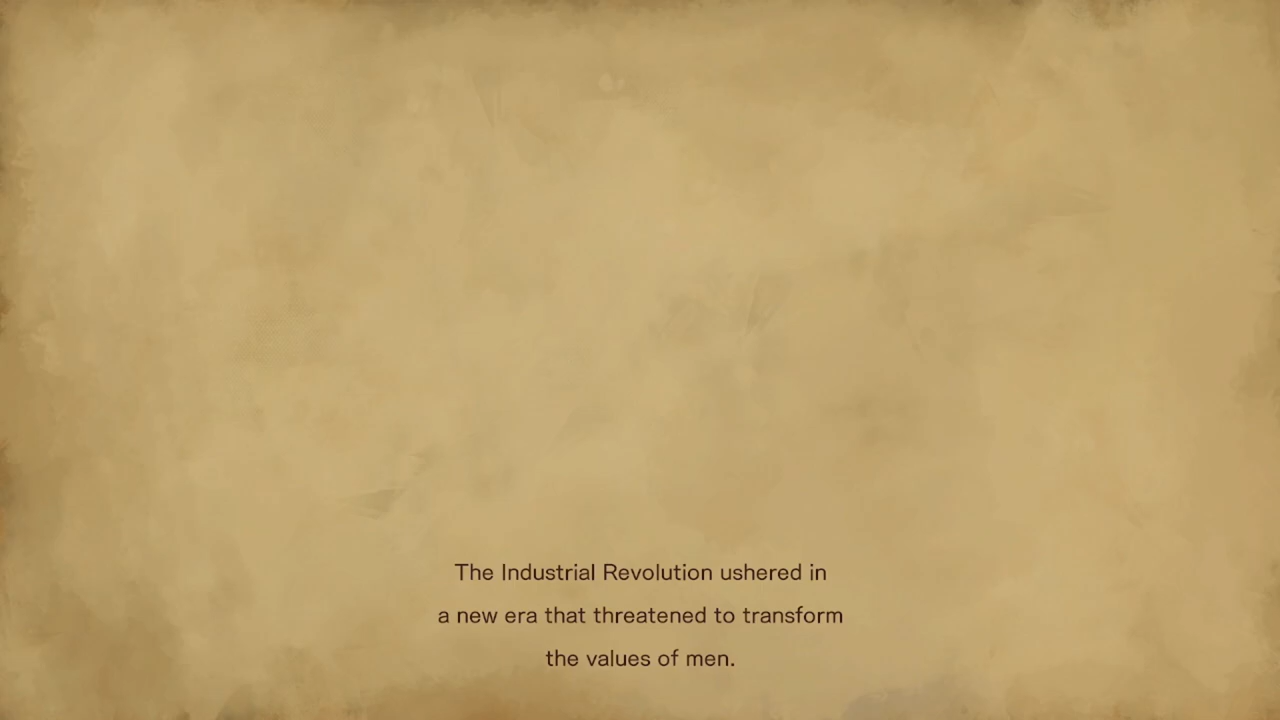 The Industrial Revolution ushered in
a new era that threatened to transform
the values of men.